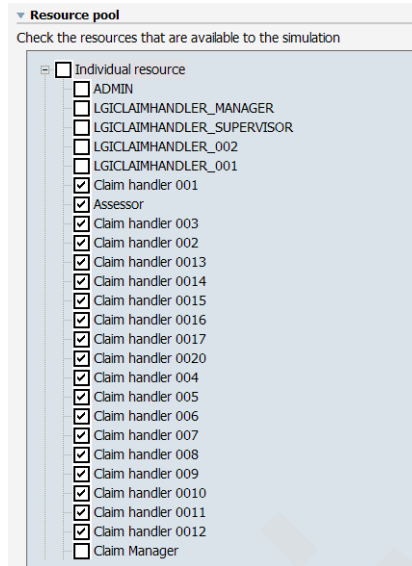 Resource pool
Check the resources that are available to the simulation
Individual resource
ADMIN
LGICLAIMHANDLER_MANAGER
LGICLAIMHANDLER_SUPERVISOR
LGICLAIMHANDLER_002
LGICLAIMHANDLER_001
Claim handler 001
Assessor
Claim handler 003
Claim handler 002
Claim handler 0013
Claim handler 0014
Claim handler 0015
Claim handler 0016
Claim handler 0017
Claim handler 0020
Claim handler 004
Claim handler 005
Claim handler 006
Claim handler 007
Claim handler 008
Claim handler 009
Claim handler 0010
Claim handler 0011
Claim handler 0012
Claim Manager